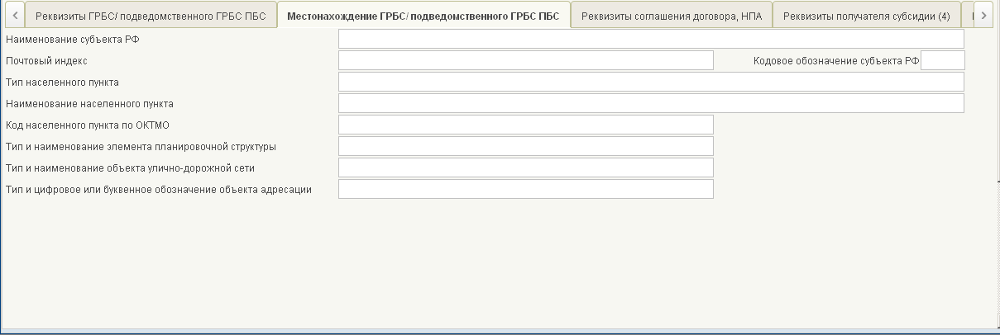 Реквизиты ГРБС/ подведомственного ГРБС ПБС
Местонахождение ГРБС/ подведомственного ГРБС ПБС
Реквизиты соглашения договора, НПА
Реквизиты получателя субсидии (4)
Наименование субъекта РФ
Почтовый индекс
Кодовое обозначение субъекта РФ
Тип населенного пункта
Наименование населенного пункта
Код населенного пункта по ОКТМО
Тип и наименование элемента планировочной структуры
Тип и наименование объекта улично-дорожной сети
Тип и цифровое или буквенное обозначение объекта адресации